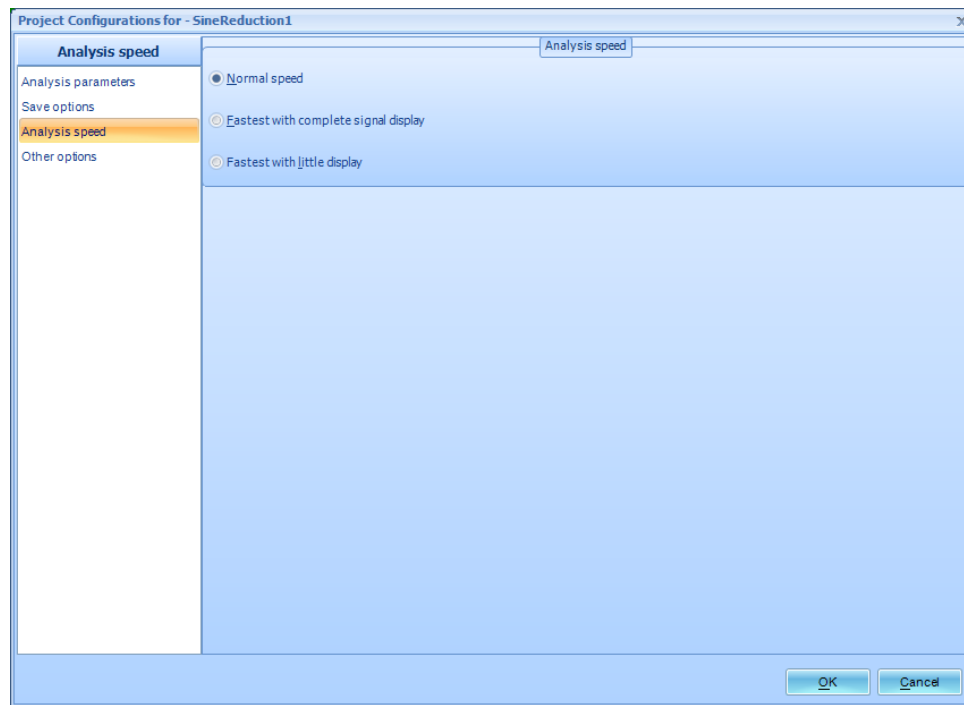 Project Configurations for - SineReduction1
Analysis speed
Analysis parameters
Save options
Analysis speed
Other options
Analysis speed
Normal speed
Fastest with complete signal display
Fastest with little display
OK
Cancel